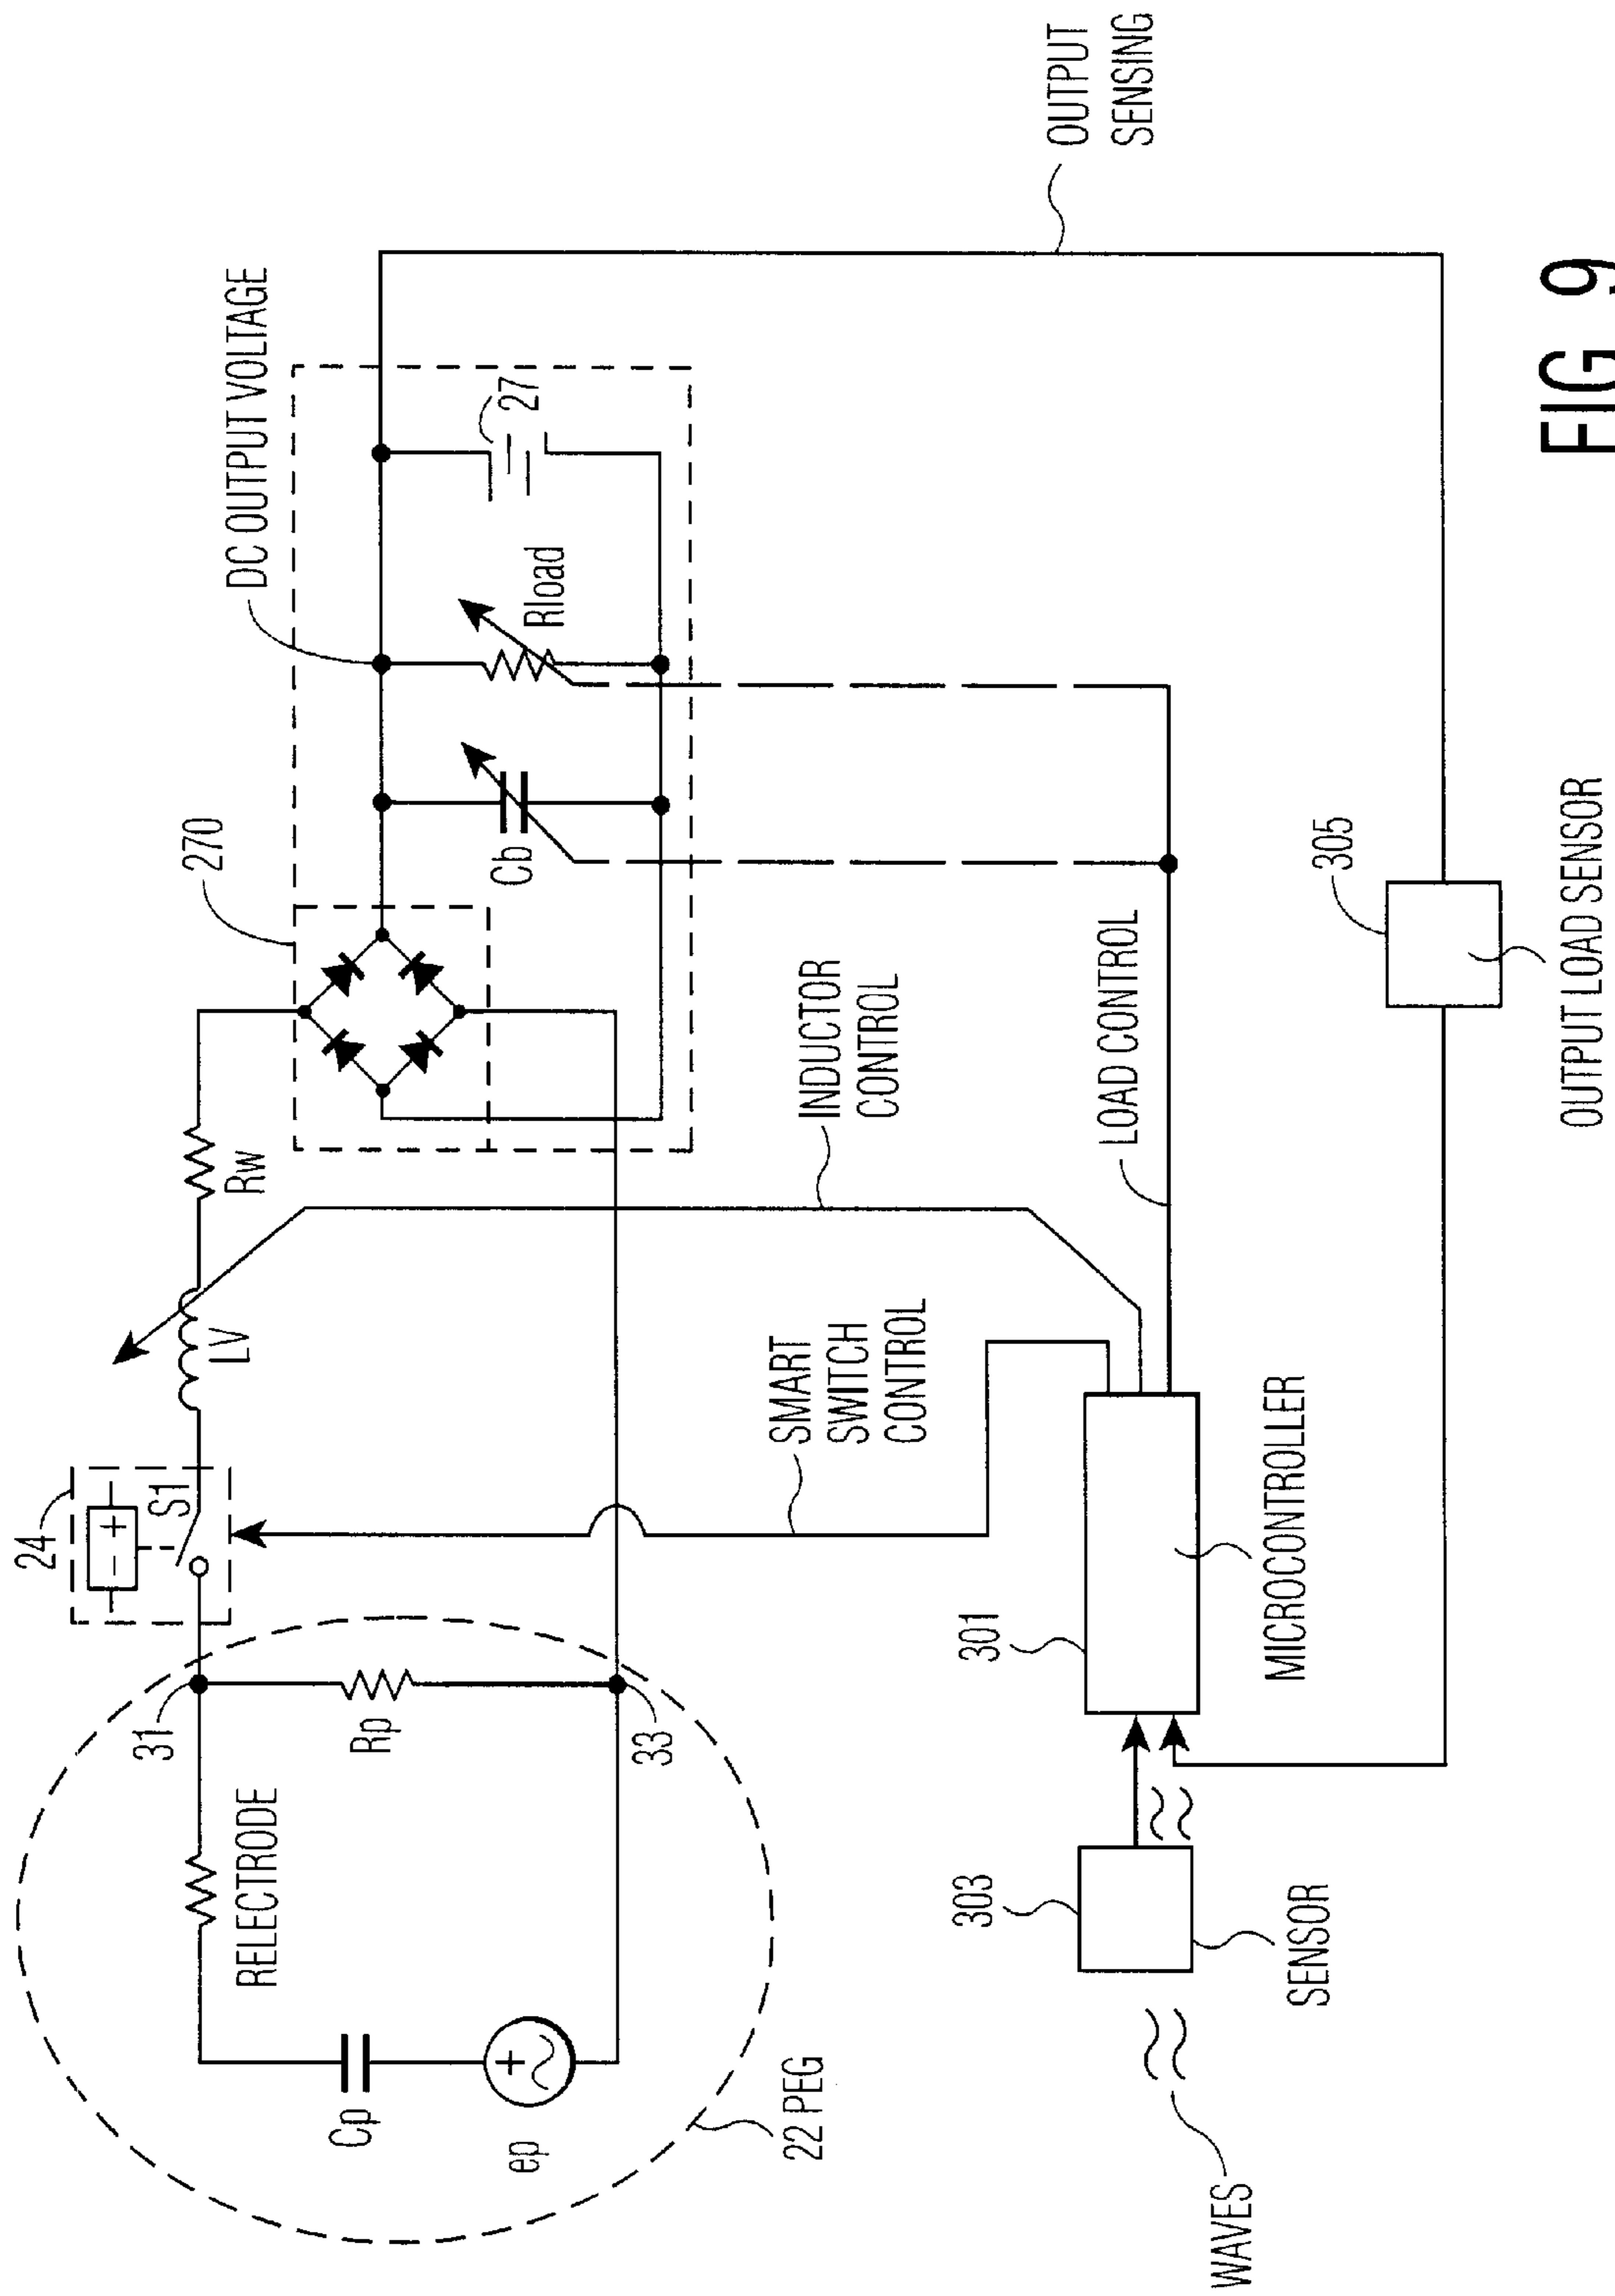 24
S1
LV
Rw
270
DC OUTPUT VOLTAGE
31
RELECTRODE
Rp
Cp
ep
33
22 PEG
Cb
Rload
27
OUTPUT
SENSING
SMART
SWITCH
CONTROL
INDUCTOR
CONTROL
LOAD CONTROL
301
MICROCONTROLLER
303
SENSOR
WAVES
305
OUTPUT LOAD SENSOR
FIG 9